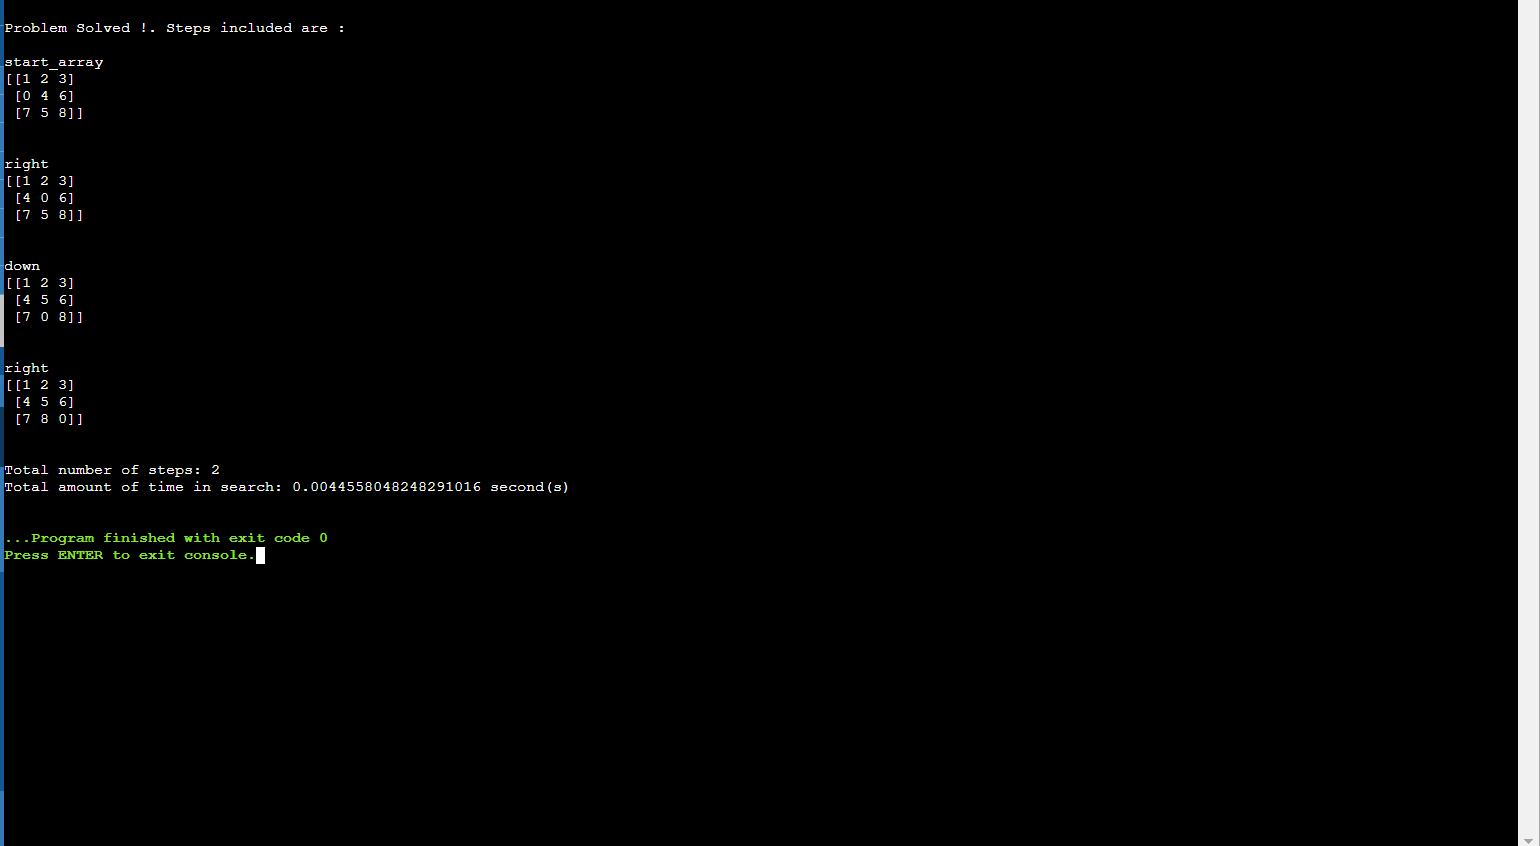 Problem Solved !. Steps included are :
start_array
[[1 2 3]
[0 4 6]
[7 5 8]]
right
[[1 2 3]
[4 0 6]
[7 5 8]]
down
[[1 2 3]
[4 5 6]
[7 0 8]]
right
[[1 2 3]
[4 5 6]
[7 8 0]]
Total number of steps: 2
Total amount of time in search: 0.0044558048248291016 second(s)
...Program finished with exit code 0
Press ENTER to exit console.